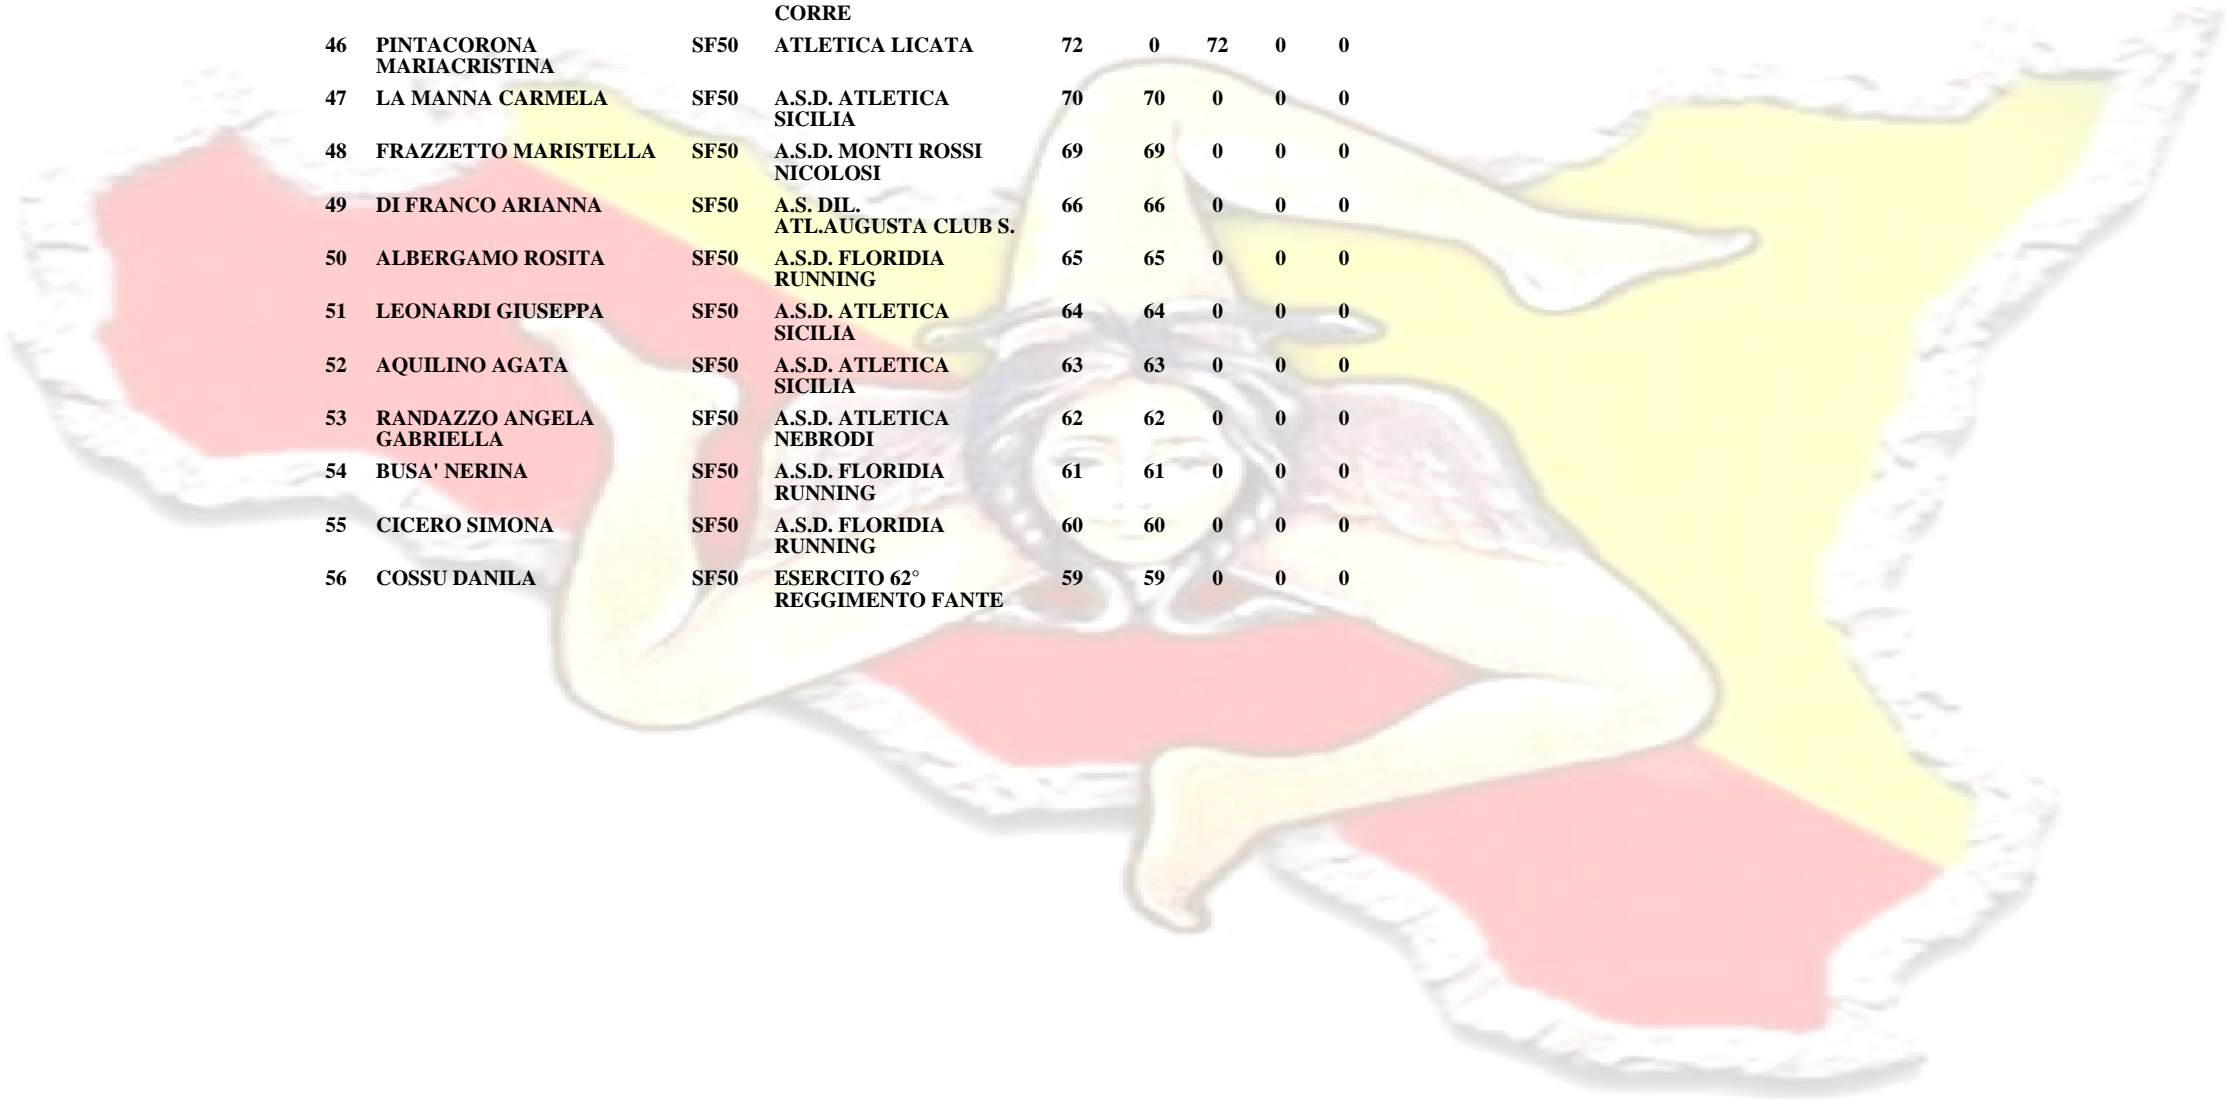 CORRE
46 PINTACORONA SF50 ATLETICA LICATA 72 0 72 0 0
MARIACRISTINA
47 LA MANNA CARMELA SF50 A.S.D. ATLETICA 70 70 0 0 0
SICILIA
48 FRAZZETTO MARISTELLA SF50 A.S.D. MONTI ROSSI 69 69 0 0 0
NICOLOSI
49 DI FRANCO ARIANNA SF50 A.S. DIL. 66 66 0 0 0
ATL.AUGUSTA CLUB S.
50 ALBERGAMO ROSITA SF50 A.S.D. FLORIDIA 65 65 0 0 0
RUNNING
51 LEONARDI GIUSEPPA SF50 A.S.D. ATLETICA 64 64 0 0 0
SICILIA
52 AQUILINO AGATA SF50 A.S.D. ATLETICA 63 63 0 0 0
SICILIA
53 RANDAZZO ANGELA SF50 A.S.D. ATLETICA 62 62 0 0 0
GABRIELLA NEBRODI
54 BUSA' NERINA SF50 A.S.D. FLORIDIA 61 61 0 0 0
RUNNING
55 CICERO SIMONA SF50 A.S.D. FLORIDIA 60 60 0 0 0
RUNNING
56 COSSU DANILA SF50 ESERCITO 62° 59 59 0 0 0
REGGIMENTO FANTE